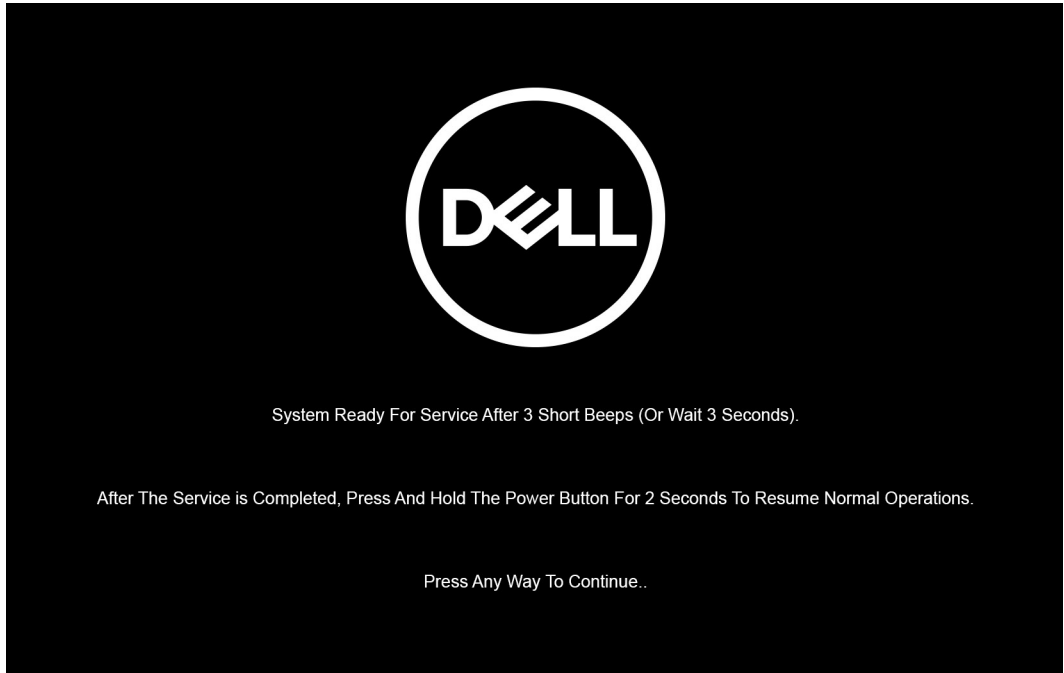 DELL
System Ready For Service After 3 Short Beeps (Or Wait 3 Seconds).
After The Service is Completed, Press And Hold The Power Button For 2 Seconds To Resume Normal Operations.
Press Any Way To Continue..